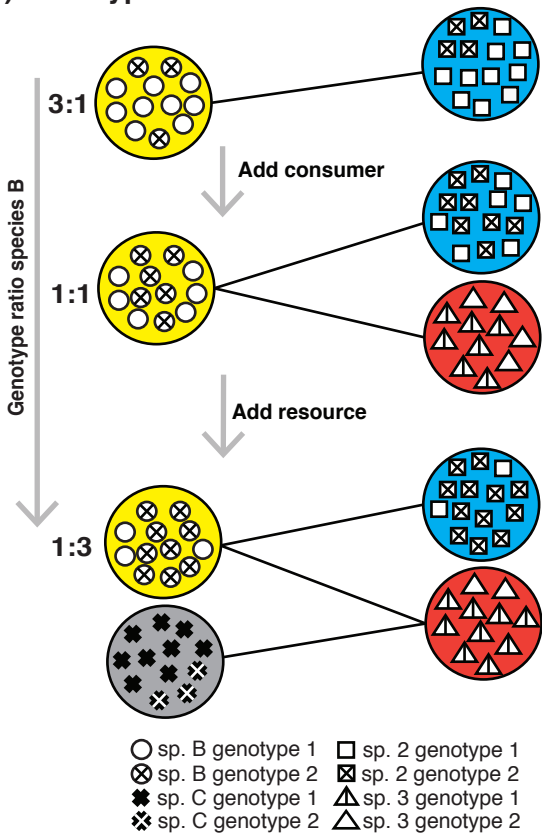 3:1
Add consumer
Genotype ratio species B
1:1
Add resource
1:3
sp. B genotype 1
sp. 2 genotype 1
sp. B genotype 2
sp. 2 genotype 2
sp. C genotype 1
sp. 3 genotype 1
sp. C genotype 2
sp. 3 genotype 2